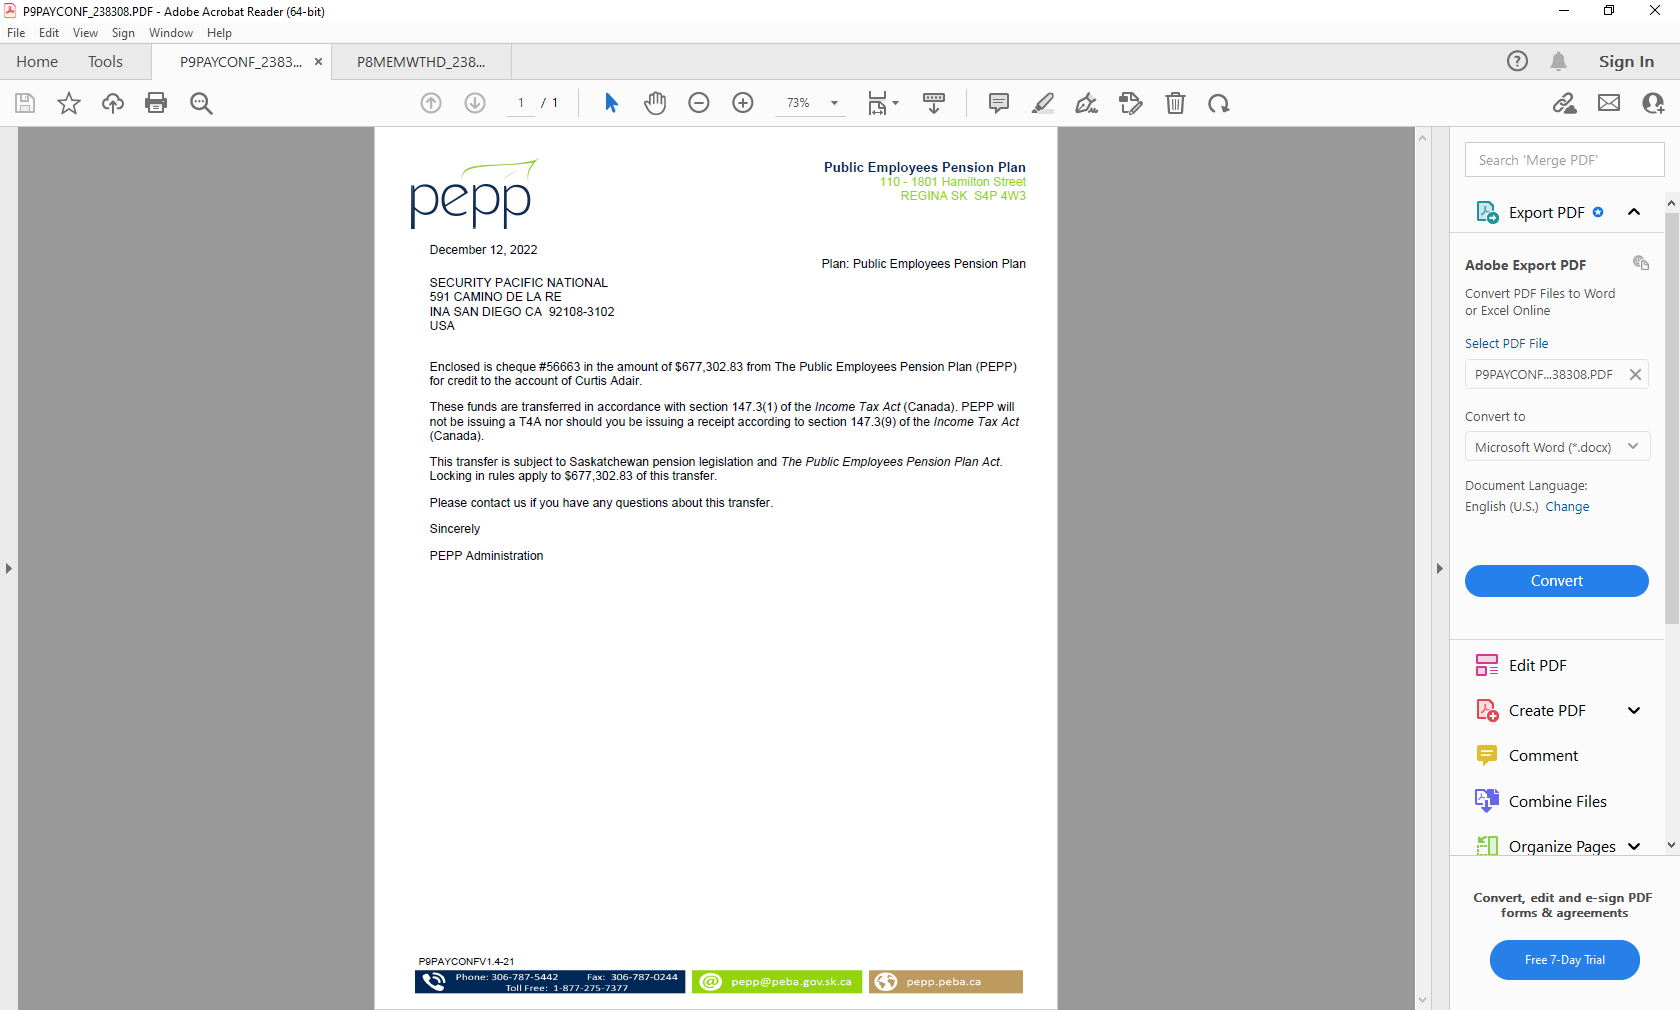 P9PAYCONF_238308.PDF - Adobe Acrobat Reader (64-bit)
File Edit View Sign Window Help
Home Tools P9PAYCONF_2383... × P8MEMWTHD_238... Sign In
1 / 1 73%
pepp
Public Employees Pension Plan
110 - 1801 Hamilton Street
REGINA SK S4P 4W3
December 12, 2022
Plan: Public Employees Pension Plan
SECURITY PACIFIC NATIONAL
591 CAMINO DE LA RE
INA SAN DIEGO CA 92108-3102
USA
Enclosed is cheque #56663 in the amount of $677,302.83 from The Public Employees Pension Plan (PEPP)
for credit to the account of Curtis Adair.
These funds are transferred in accordance with section 147.3(1) of the Income Tax Act (Canada). PEPP will
not be issuing a T4A nor should you be issuing a receipt according to section 147.3(9) of the Income Tax Act
(Canada).
This transfer is subject to Saskatchewan pension legislation and The Public Employees Pension Plan Act.
Locking in rules apply to $677,302.83 of this transfer.
Please contact us if you have any questions about this transfer.
Sincerely
PEPP Administration
P9PAYCONFV1.4-21
Phone: 306-787-5442 Fax: 306-787-0244
Toll Free: 1-877-275-7377
pepp@peba.gov.sk.ca
pepp.peba.ca
Search 'Merge PDF'
Export PDF
Adobe Export PDF
Convert PDF Files to Word
or Excel Online
Select PDF File
P9PAYCONF...38308.PDF
Convert to
Microsoft Word (*.docx)
Document Language:
English (U.S.) Change
Convert
Edit PDF
Create PDF
Comment
Combine Files
Organize Pages
Convert, edit and e-sign PDF
forms & agreements
Free 7-Day Trial